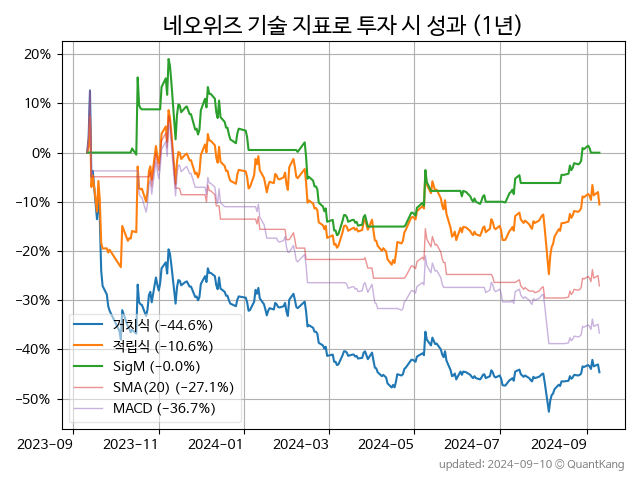 네오위즈 기술 지표로 투자 시 성과 (1년)
20%
10%
0%
−10%
−20%
−30%
−40%
−50%
거치식 (−44.6%)
적립식 (−10.6%)
SigM (−0.0%)
SMA(20) (−27.1%)
MACD (−36.7%)
2023-09 2023-11 2024-01 2024-03 2024-05 2024-07 2024-09
updated: 2024-09-10 © QuantKang